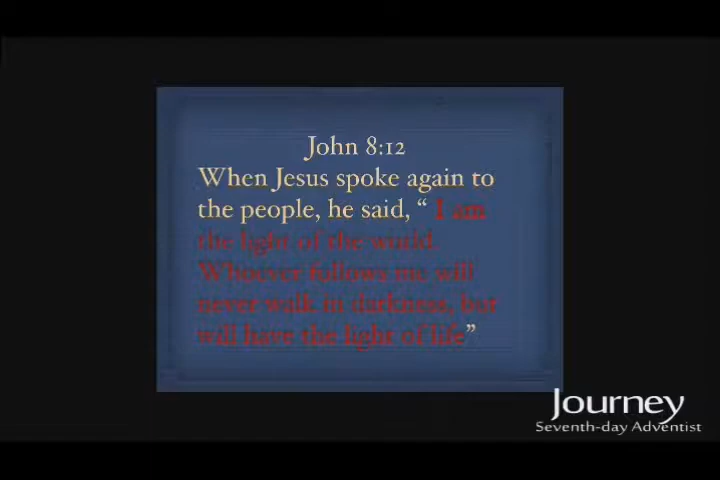 John 8:12
When Jesus spoke again to
the people, he said, “ I am
the light of the world.
Whoever follows me will
never walk in darkness, but
will have the light of life”
Journey
Seventh-day Adventist